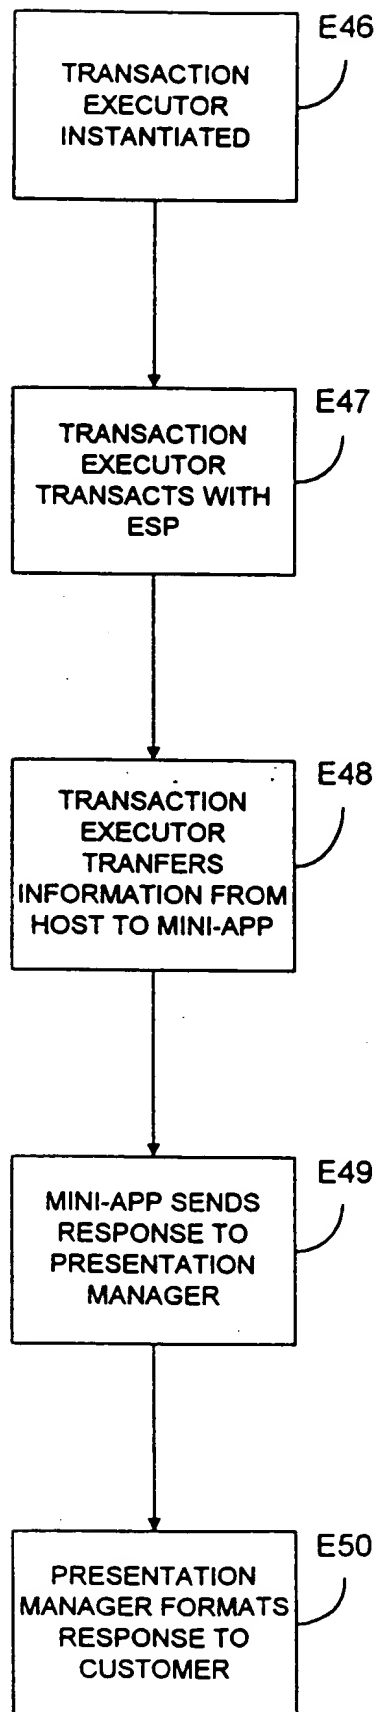 E46
TRANSACTION
EXECUTOR
INSTANTIATED
E47
TRANSACTION
EXECUTOR
TRANSACTS WITH
ESP
E48
TRANSACTION
EXECUTOR
TRANFERS
INFORMATION FROM
HOST TO MINI-APP
E49
MINI-APP SENDS
RESPONSE TO
PRESENTATION
MANAGER
E50
PRESENTATION
MANAGER FORMATS
RESPONSE TO
CUSTOMER